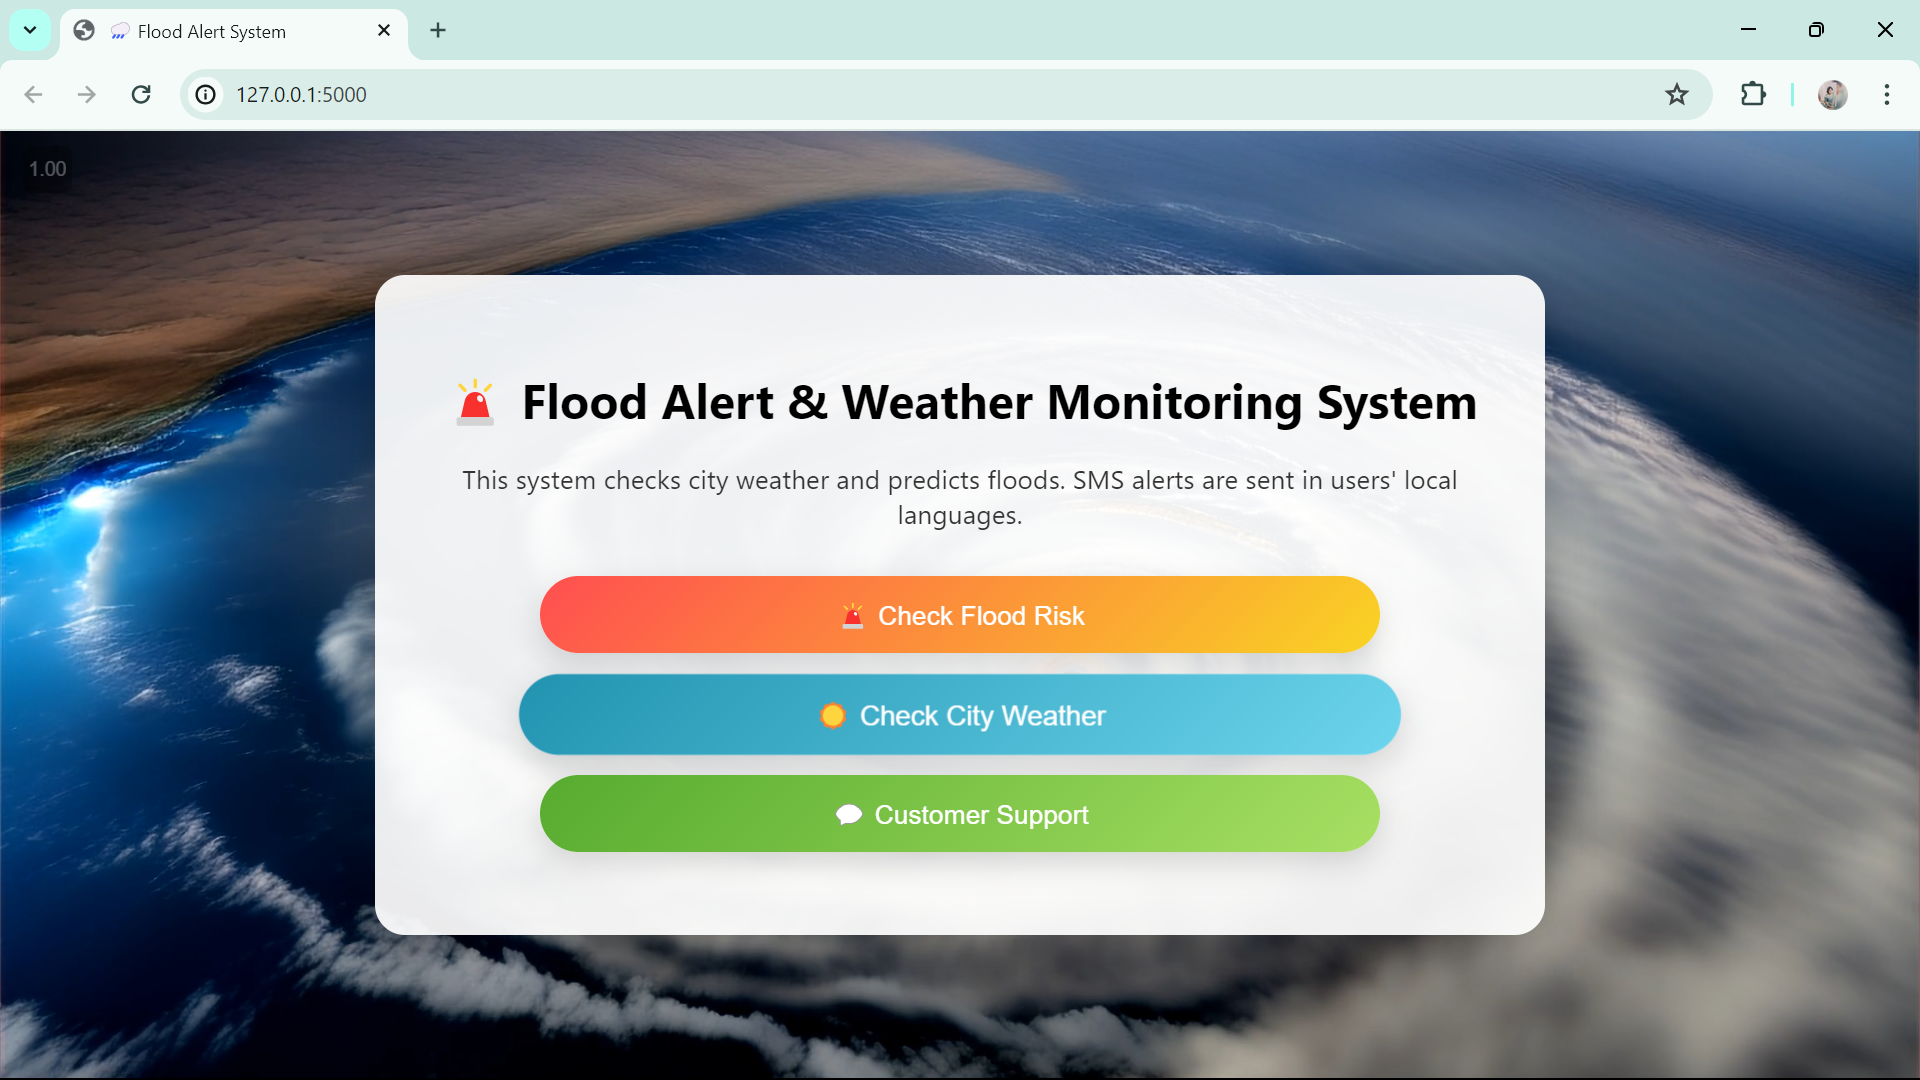 🌧️ Flood Alert System
127.0.0.1:5000
1.00
🚨 Flood Alert & Weather Monitoring System
This system checks city weather and predicts floods. SMS alerts are sent in users' local
languages.
🚨 Check Flood Risk
☀️ Check City Weather
💬 Customer Support